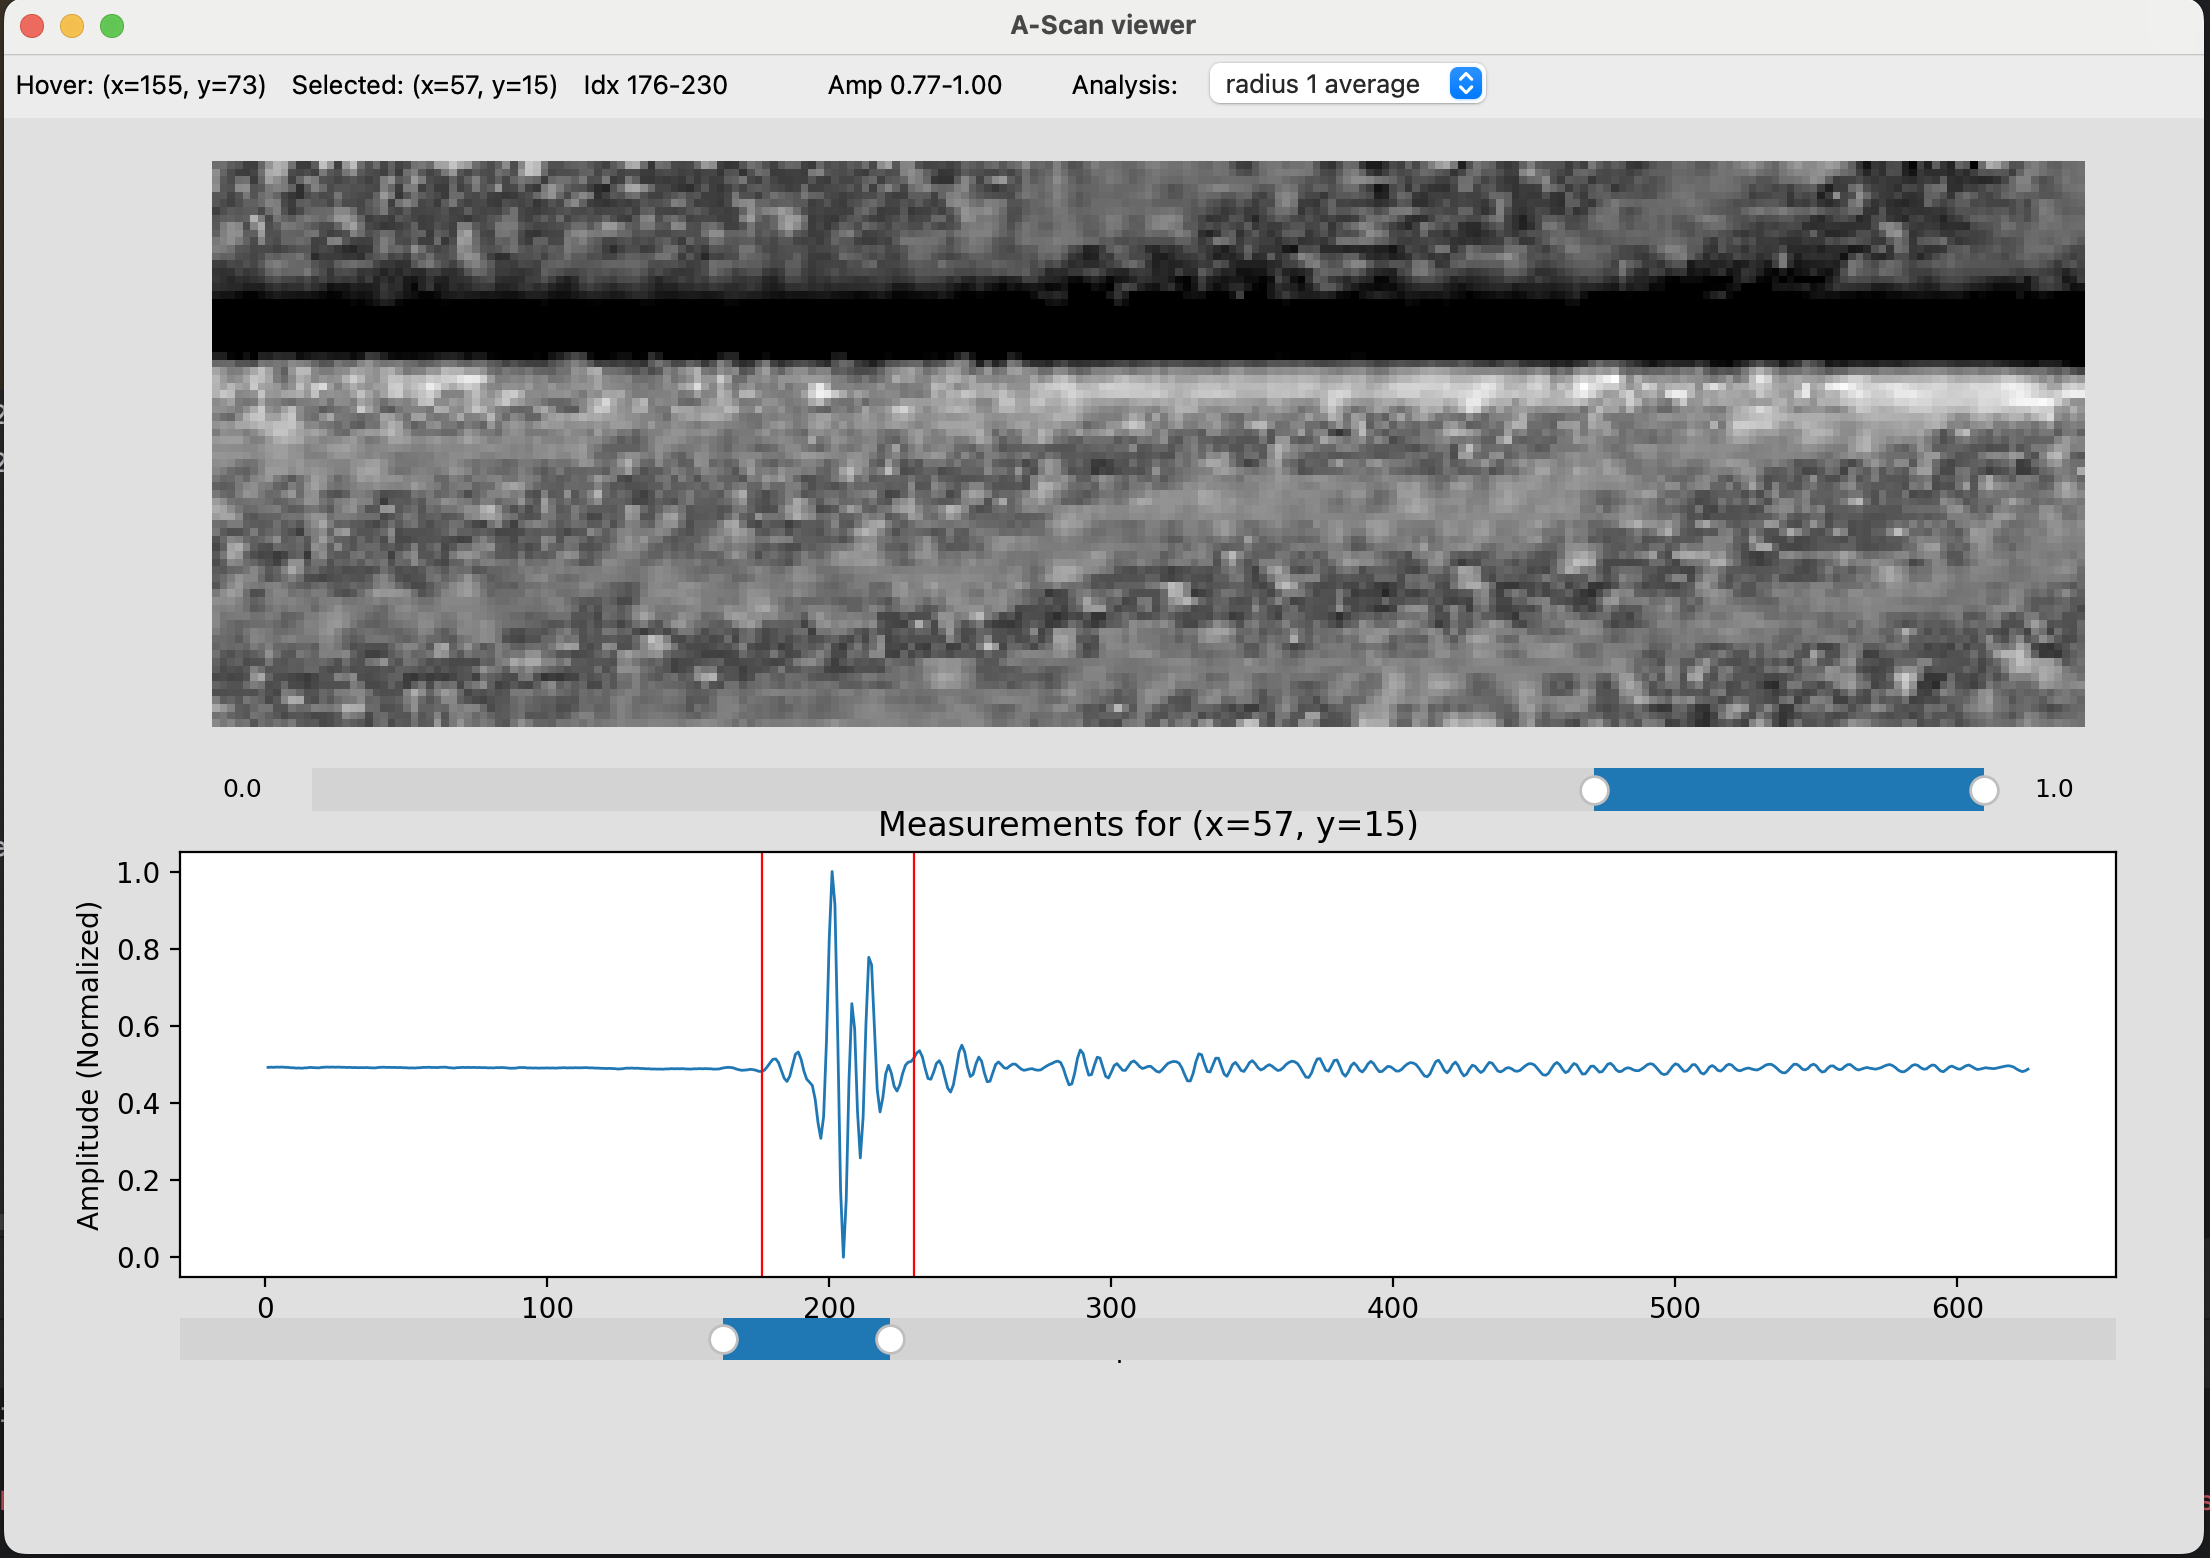 A-Scan viewer
Hover: (x=155, y=73) Selected: (x=57, y=15) Idx 176-230 Amp 0.77-1.00 Analysis: radius 1 average
0.0 1.0
Measurements for (x=57, y=15)
Amplitude (Normalized)
1.0
0.8
0.6
0.4
0.2
0.0
0 100 200 300 400 500 600